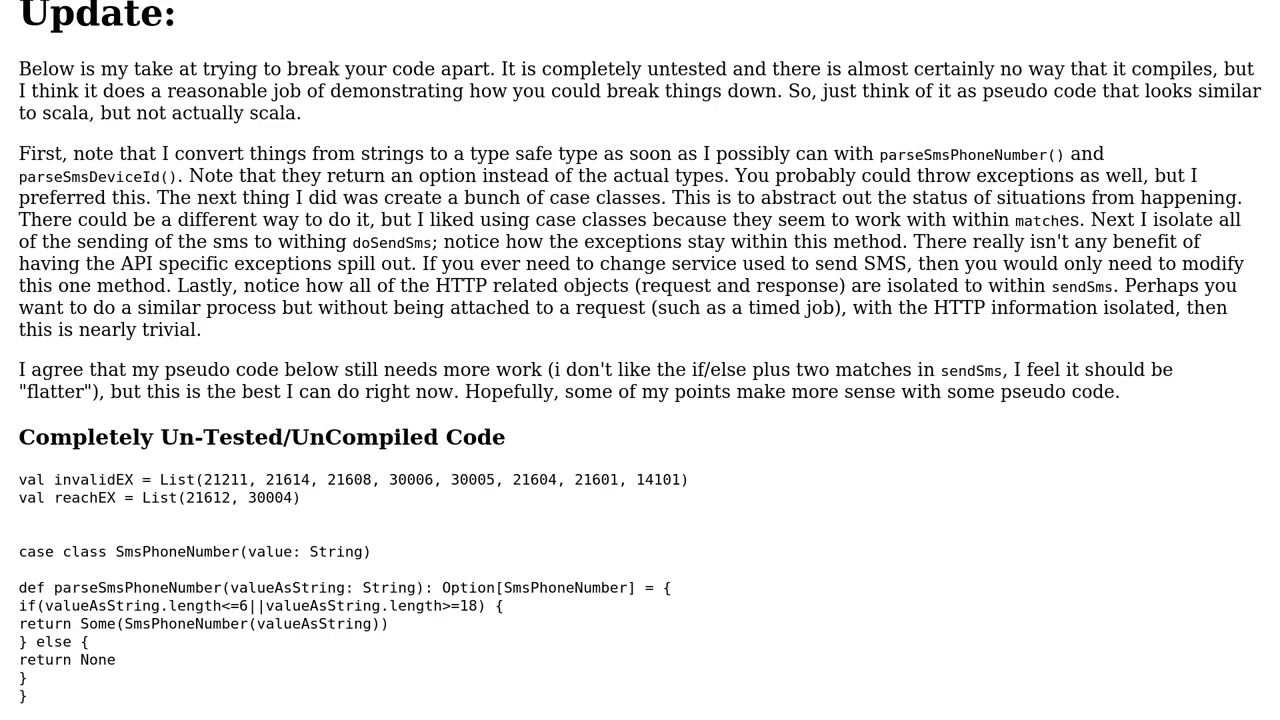 Update:
Below is my take at trying to break your code apart. It is completely untested and there is almost certainly no way that it compiles, but
I think it does a reasonable job of demonstrating how you could break things down. So, just think of it as pseudo code that looks similar
to scala, but not actually scala.
First, note that I convert things from strings to a type safe type as soon as I possibly can with parseSmsPhoneNumber() and
parseSmsDeviceId(). Note that they return an option instead of the actual types. You probably could throw exceptions as well, but I
preferred this. The next thing I did was create a bunch of case classes. This is to abstract out the status of situations from happening.
There could be a different way to do it, but I liked using case classes because they seem to work with within matches. Next I isolate all
of the sending of the sms to withing doSendSms; notice how the exceptions stay within this method. There really isn't any benefit of
having the API specific exceptions spill out. If you ever need to change service used to send SMS, then you would only need to modify
this one method. Lastly, notice how all of the HTTP related objects (request and response) are isolated to within sendSms. Perhaps you
want to do a similar process but without being attached to a request (such as a timed job), with the HTTP information isolated, then
this is nearly trivial.
I agree that my pseudo code below still needs more work (i don't like the if/else plus two matches in sendSms, I feel it should be
"flatter"), but this is the best I can do right now. Hopefully, some of my points make more sense with some pseudo code.
Completely Un-Tested/UnCompiled Code
val invalidEX = List(21211, 21614, 21608, 30006, 30005, 21604, 21601, 14101)
val reachEX = List(21612, 30004)
case class SmsPhoneNumber(value: String)
def parseSmsPhoneNumber(valueAsString: String): Option[SmsPhoneNumber] = {
if(valueAsString.length<=6||valueAsString.length>=18) {
return Some(SmsPhoneNumber(valueAsString))
} else {
return None
}
}